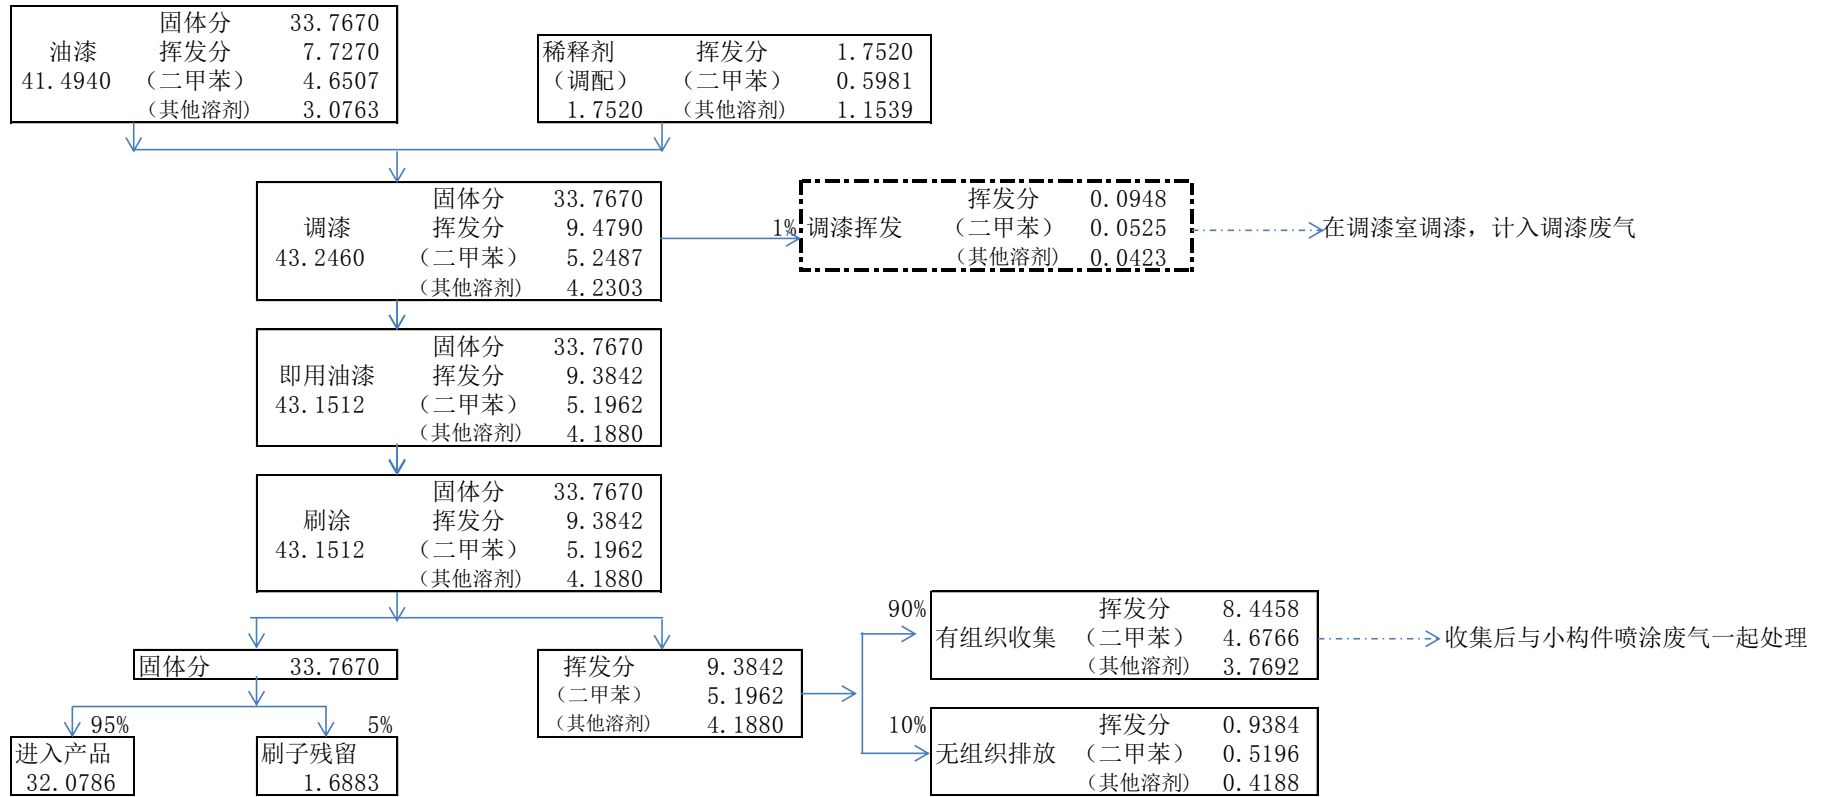 固体分 33.7670
油漆 挥发分 7.7270
41.4940 （二甲苯） 4.6507
（其他溶剂） 3.0763
稀释剂 挥发分 1.7520
（调配） （二甲苯） 0.5981
1.7520 （其他溶剂） 1.1539
固体分 33.7670
调漆 挥发分 9.4790
43.2460 （二甲苯） 5.2487
（其他溶剂） 4.2303
1%
挥发分 0.0948
调漆挥发 （二甲苯） 0.0525
（其他溶剂） 0.0423
在调漆室调漆，计入调漆废气
固体分 33.7670
即用油漆 挥发分 9.3842
43.1512 （二甲苯） 5.1962
（其他溶剂） 4.1880
固体分 33.7670
刷涂 挥发分 9.3842
43.1512 （二甲苯） 5.1962
（其他溶剂） 4.1880
固体分 33.7670
95%
进入产品
32.0786
5%
刷子残留
1.6883
挥发分 9.3842
（二甲苯） 5.1962
（其他溶剂） 4.1880
90%
挥发分 8.4458
有组织收集 （二甲苯） 4.6766
（其他溶剂） 3.7692
收集后与小构件喷涂废气一起处理
10%
挥发分 0.9384
无组织排放 （二甲苯） 0.5196
（其他溶剂） 0.4188